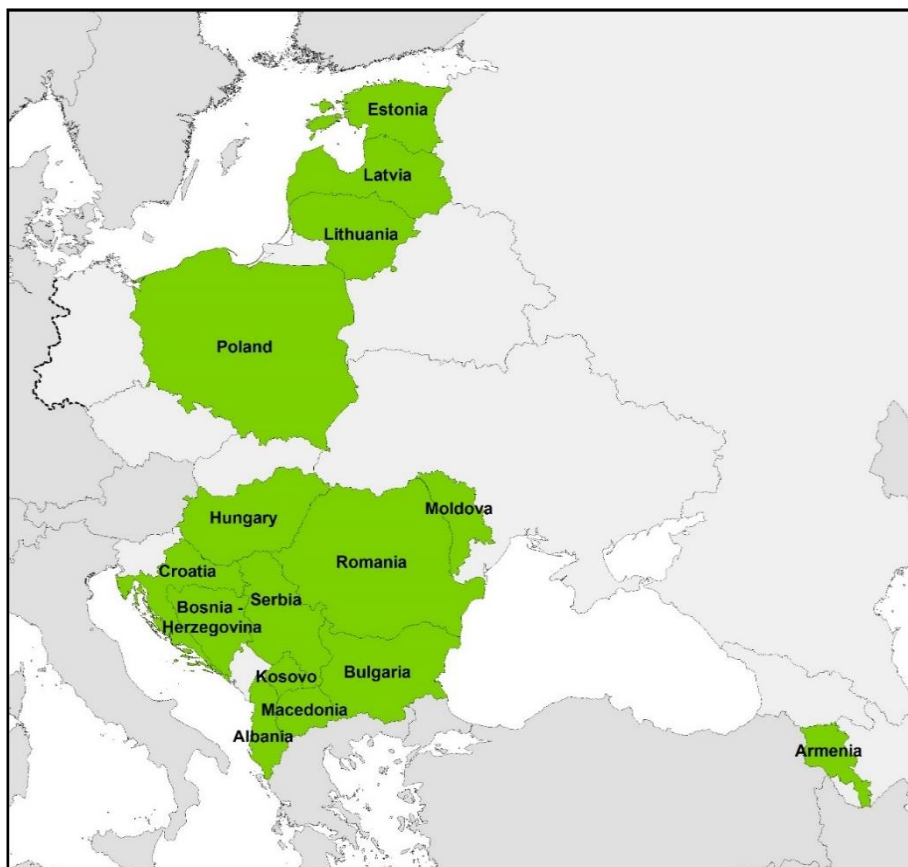 Estonia
Latvia
Lithuania
Poland
Moldova
Hungary
Romania
Croatia
Serbia
Bosnia -
Herzegovina
Kosovo
Bulgaria
Macedonia
Albania
Armenia